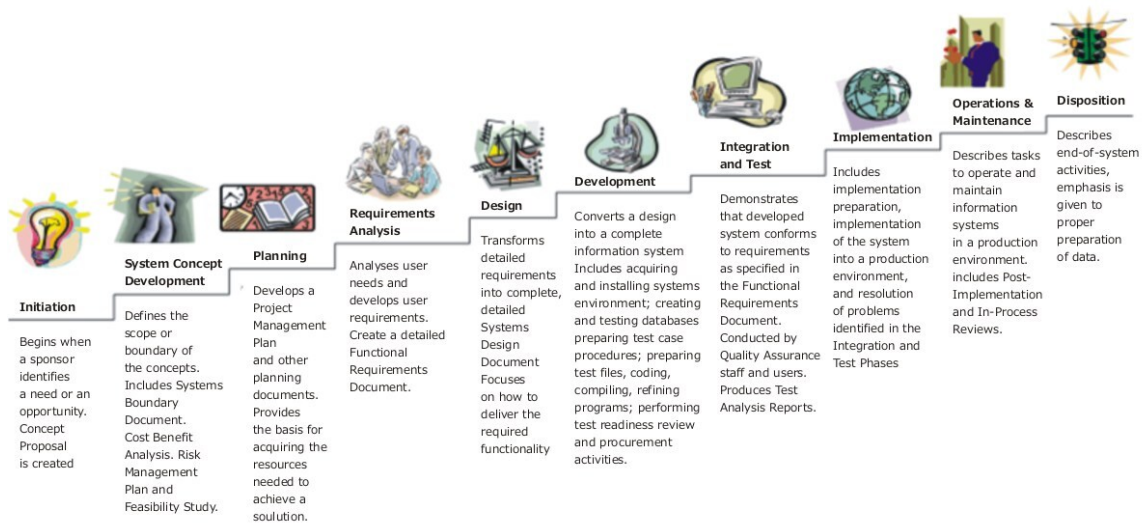 Initiation
Begins when
a sponsor
identifies
a need or an
opportunity.
Concept
Proposal
is created
System Concept
Development
Defines the
scope or
boundary of
the concepts.
Includes Systems
Boundary
Document.
Cost Benefit
Analysis. Risk
Management
Plan and
Feasibility Study.
Planning
Develops a
Project
Management
Plan
and other
planning
documents.
Provides
the basis for
acquiring the
resources
needed to
achieve a
soulution.
Requirements
Analysis
Analyses user
needs and
develops user
requirements.
Create a detailed
Functional
Requirements
Document.
Design
Transforms
detailed
requirements
into complete,
detailed
Systems
Design
Document
Focuses
on how to
deliver the
required
functionality
Development
Converts a design
into a complete
information system
Includes acquiring
and installing systems
environment; creating
and testing databases
preparing test case
procedures; preparing
test files, coding,
compiling, refining
programs; performing
test readiness review
and procurement
activities.
Integration
and Test
Demonstrates
that developed
system conforms
to requirements
as specified in
the Functional
Requirements
Document.
Conducted by
Quality Assurance
staff and users.
Produces Test
Analysis Reports.
Implementation
Includes
implementation
preparation,
implementation
of the system
into a production
environment,
and resolution
of problems
identified in the
Integration and
Test Phases
Operations &
Maintenance
Describes tasks
to operate and
maintain
information
systems
in a production
environment.
includes Post-
Implementation
and In-Process
Reviews.
Disposition
Describes
end-of-system
activities,
emphasis is
given to
proper
preparation
of data.